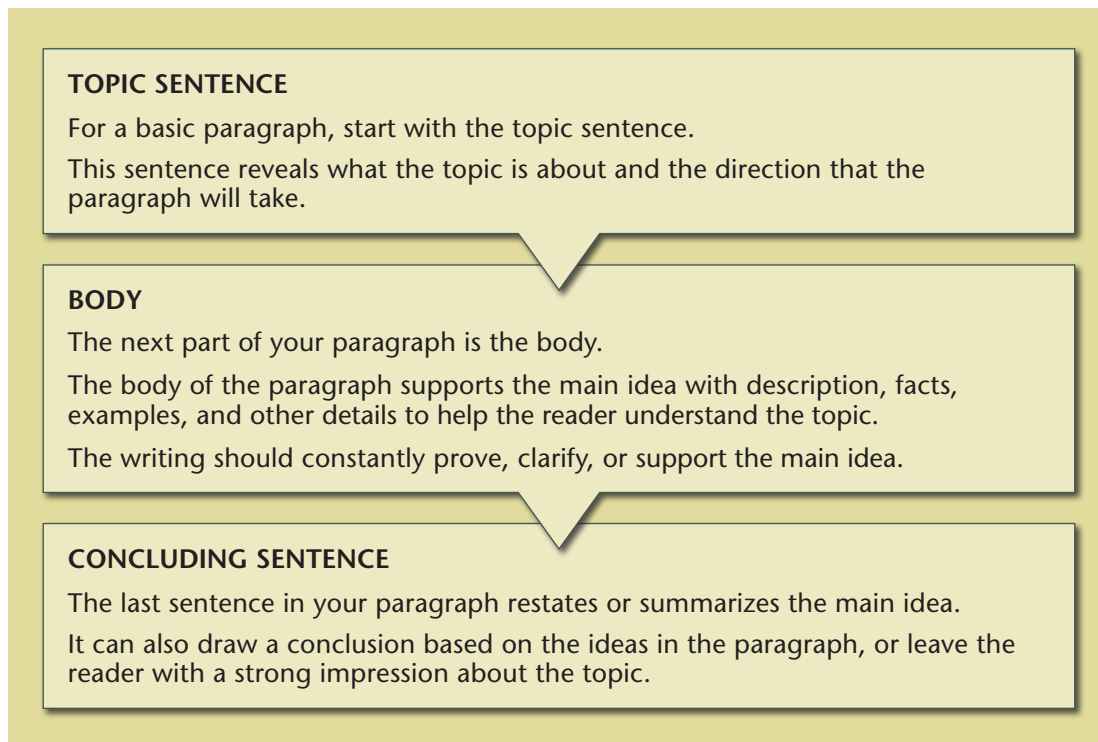 TOPIC SENTENCE
For a basic paragraph, start with the topic sentence.
This sentence reveals what the topic is about and the direction that the
paragraph will take.
BODY
The next part of your paragraph is the body.
The body of the paragraph supports the main idea with description, facts,
examples, and other details to help the reader understand the topic.
The writing should constantly prove, clarify, or support the main idea.
CONCLUDING SENTENCE
The last sentence in your paragraph restates or summarizes the main idea.
It can also draw a conclusion based on the ideas in the paragraph, or leave the
reader with a strong impression about the topic.